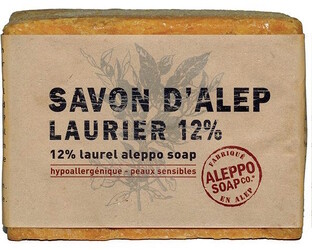 SAVON D'ALEP
LAURIER 12%
12% laurel aleppo soap
hypoallergénique - peaux sensibles
FABRIQUÉ
ALEPPO
SOAP CO.
EN ALEP